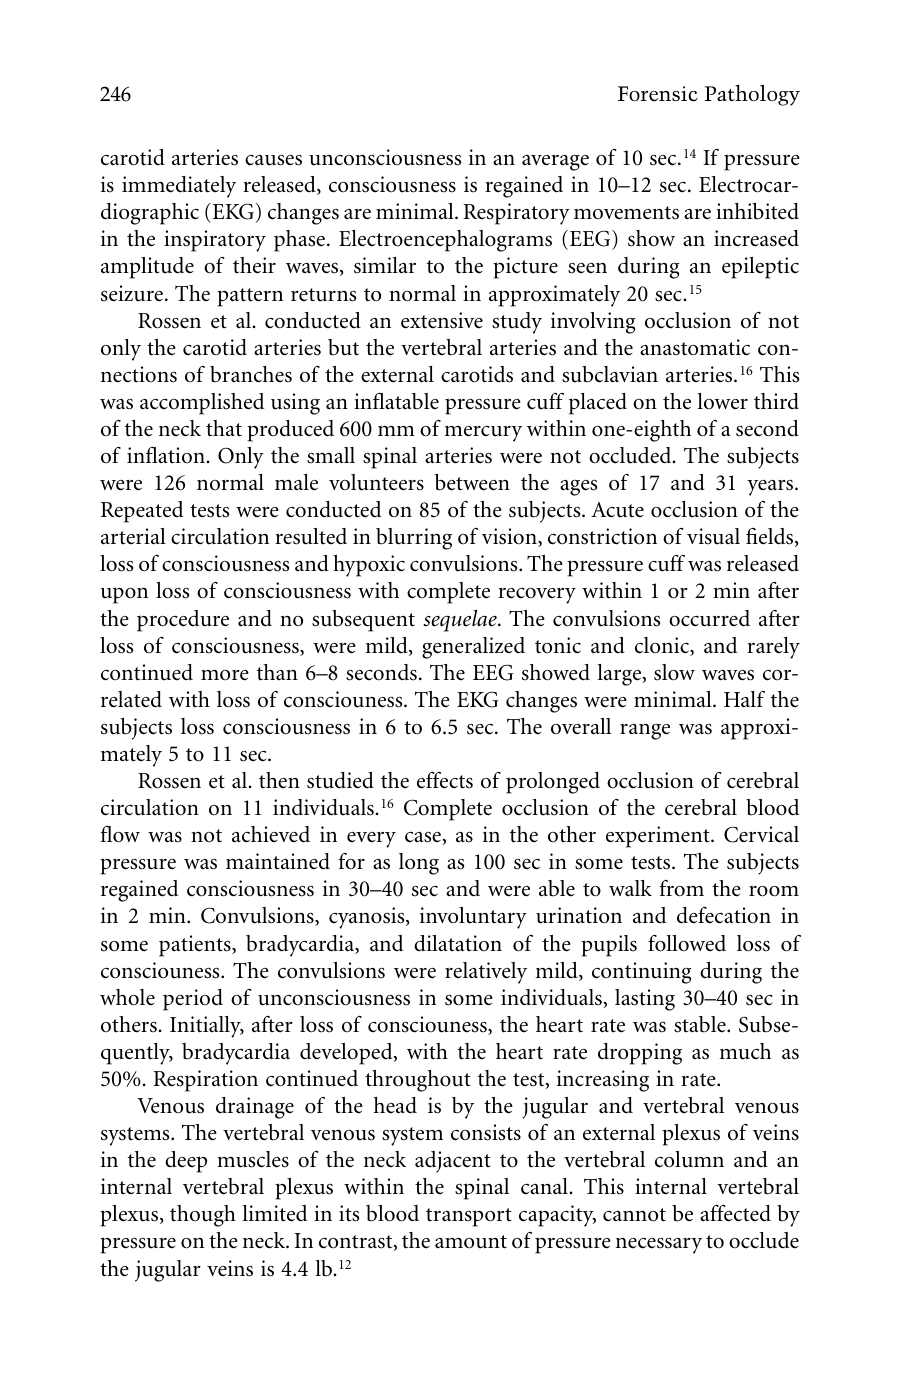 246 Forensic Pathology
carotid arteries causes unconsciousness in an average of 10 sec.14 If pressure
is immediately released, consciousness is regained in 10–12 sec. Electrocar-
diographic (EKG) changes are minimal. Respiratory movements are inhibited
in the inspiratory phase. Electroencephalograms (EEG) show an increased
amplitude of their waves, similar to the picture seen during an epileptic
seizure. The pattern returns to normal in approximately 20 sec.15
Rossen et al. conducted an extensive study involving occlusion of not
only the carotid arteries but the vertebral arteries and the anastomatic con-
nections of branches of the external carotids and subclavian arteries.16 This
was accomplished using an inflatable pressure cuff placed on the lower third
of the neck that produced 600 mm of mercury within one-eighth of a second
of inflation. Only the small spinal arteries were not occluded. The subjects
were 126 normal male volunteers between the ages of 17 and 31 years.
Repeated tests were conducted on 85 of the subjects. Acute occlusion of the
arterial circulation resulted in blurring of vision, constriction of visual fields,
loss of consciousness and hypoxic convulsions. The pressure cuff was released
upon loss of consciousness with complete recovery within 1 or 2 min after
the procedure and no subsequent sequelae. The convulsions occurred after
loss of consciousness, were mild, generalized tonic and clonic, and rarely
continued more than 6–8 seconds. The EEG showed large, slow waves cor-
related with loss of consciouness. The EKG changes were minimal. Half the
subjects loss consciousness in 6 to 6.5 sec. The overall range was approxi-
mately 5 to 11 sec.
Rossen et al. then studied the effects of prolonged occlusion of cerebral
circulation on 11 individuals.16 Complete occlusion of the cerebral blood
flow was not achieved in every case, as in the other experiment. Cervical
pressure was maintained for as long as 100 sec in some tests. The subjects
regained consciousness in 30–40 sec and were able to walk from the room
in 2 min. Convulsions, cyanosis, involuntary urination and defecation in
some patients, bradycardia, and dilatation of the pupils followed loss of
consciouness. The convulsions were relatively mild, continuing during the
whole period of unconsciousness in some individuals, lasting 30–40 sec in
others. Initially, after loss of consciouness, the heart rate was stable. Subse-
quently, bradycardia developed, with the heart rate dropping as much as
50%. Respiration continued throughout the test, increasing in rate.
Venous drainage of the head is by the jugular and vertebral venous
systems. The vertebral venous system consists of an external plexus of veins
in the deep muscles of the neck adjacent to the vertebral column and an
internal vertebral plexus within the spinal canal. This internal vertebral
plexus, though limited in its blood transport capacity, cannot be affected by
pressure on the neck. In contrast, the amount of pressure necessary to occlude
the jugular veins is 4.4 lb.12